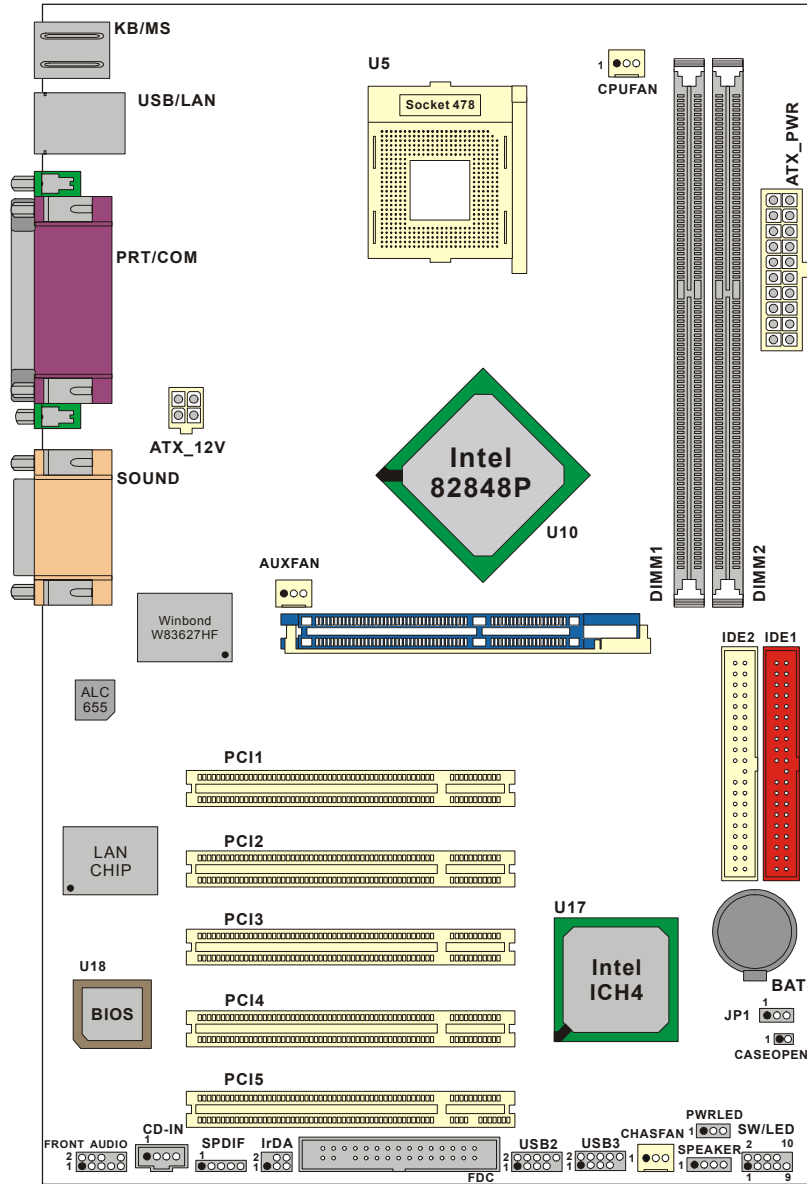 KB/MS
U5
1
CPUFAN
Socket 478
USB/LAN
ATX_PWR
PRT/COM
ATX_12V
SOUND
Intel
82848P
U10
DIMM1
DIMM2
AUXFAN
1
Winbond
W83627HF
IDE2 IDE1
ALC
655
PCI1
LAN
CHIP
PCI2
U17
PCI3
Intel
ICH4
BAT
U18
BIOS
PCI4
1
JP1
1
CASEOPEN
PCI5
PWRLED
1
CD-IN
1
FRONT AUDIO
2
1
SPDIF
1
IrDA
2
1
FDC
USB2
2
1
USB3
2
1
CHASFAN
1
SPEAKER
1
SW/LED
2 10
1 9